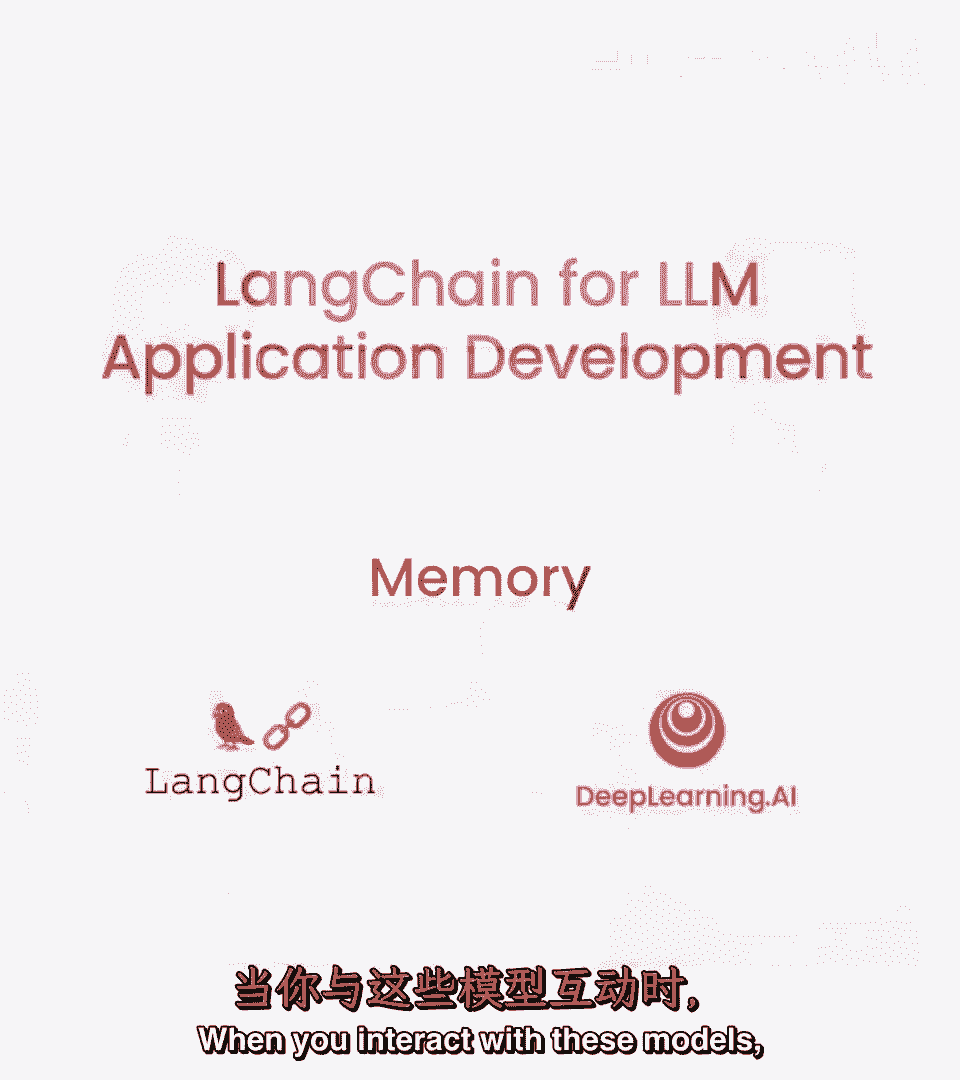 LangChain for LLM
Application Development
Memory
LangChain
DeepLearning.AI
当你与这些模型互动时,
When you interact with these models,